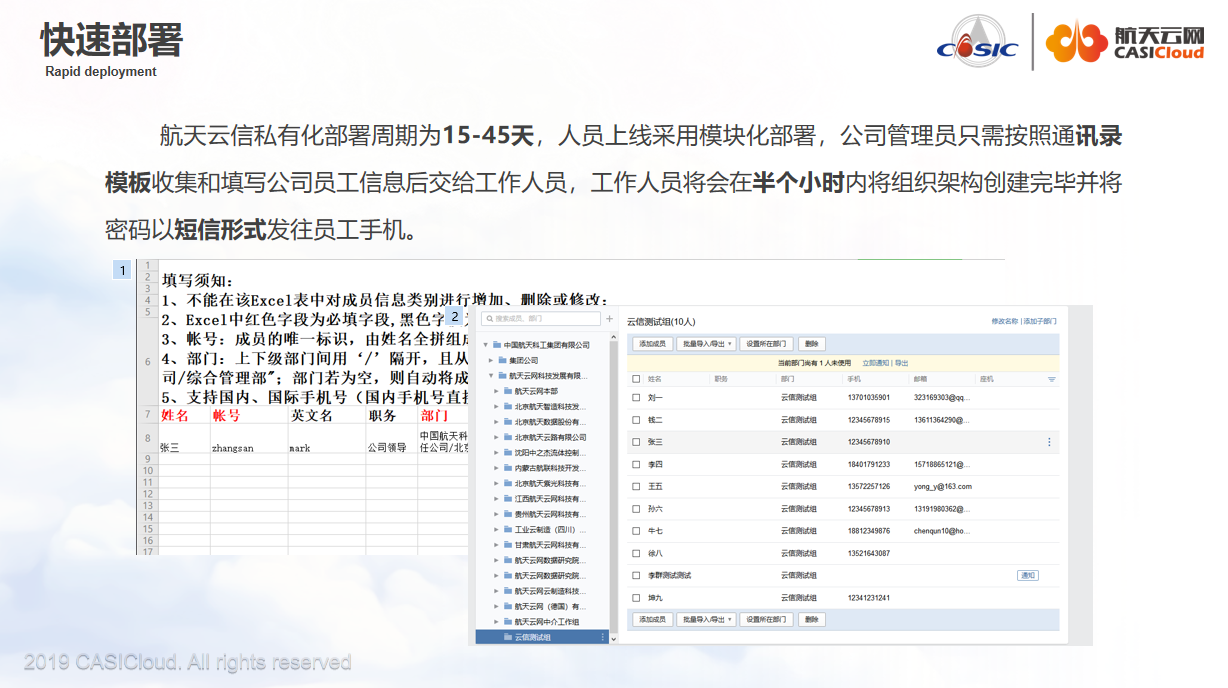 快速部署
Rapid deployment
CASIC
航天云网
CASICloud
航天云信私有化部署周期为15-45天，人员上线采用模块化部署，公司管理员只需按照通讯录
模板收集和填写公司员工信息后交给工作人员，工作人员将会在半个小时内将组织架构创建完毕并将
密码以短信形式发往员工手机。
1
1
2
3
4
5
6
7
8
9
10
11
12
13
14
15
16
17
填写须知：
1、不能在该Excel表中对成员信息类别进行增加、删除或修改；
2、Excel中红色字段为必填字段,黑色字
3、帐号：成员的唯一标识，由姓名全拼组
4、部门：上下级部门间用‘/’隔开，且从
司/综合管理部"；部门若为空，则自动将成
5、支持国内、国际手机号（国内手机号直
姓名 帐号 英文名 职务 部门
张三 zhangsan mark 公司领导 中国航天科
任公司/北京
2
搜索成员、部门
中国航天科工集团有限公司
集团公司
航天云网科技发展有限...
航天云网本部
北京航天智造科技发...
北京航天数据股份有...
北京航天云路有限公司
沈阳中之杰流体控制...
内蒙古航联科技开发...
北京航天紫光科技有...
江西航天云网科技有...
贵州航天云网科技有...
工业云制造（四川）...
甘肃航天云网科技有...
航天云网数据研究院...
航天云网数据研究院...
航天云网云制造科技...
航天云网（德国）有...
航天云网中介工作组
云信测试组
云信测试组(10人)
修改名称 | 添加子部门
添加成员 批量导入/导出 设置所在部门 删除
当前部门尚有 1 人未使用 立即通知 | 导出
姓名 职务 部门 手机 邮箱 座机
刘一 云信测试组 13701035901 323169303@qq...
钱二 云信测试组 12345678915 13611364290@...
张三 云信测试组 12345678910
李四 云信测试组 18401791233 15718865121@...
王五 云信测试组 13572257126 yong_y@163.com
孙六 云信测试组 12345678913 13191980362@...
牛七 云信测试组 18812349876 chenqun10@ho...
徐八 云信测试组 13521643087
李群测试测试 云信测试组 通知
坤九 云信测试组 12341231241
添加成员 批量导入/导出 设置所在部门 删除
2019 CASICloud. All rights reserved